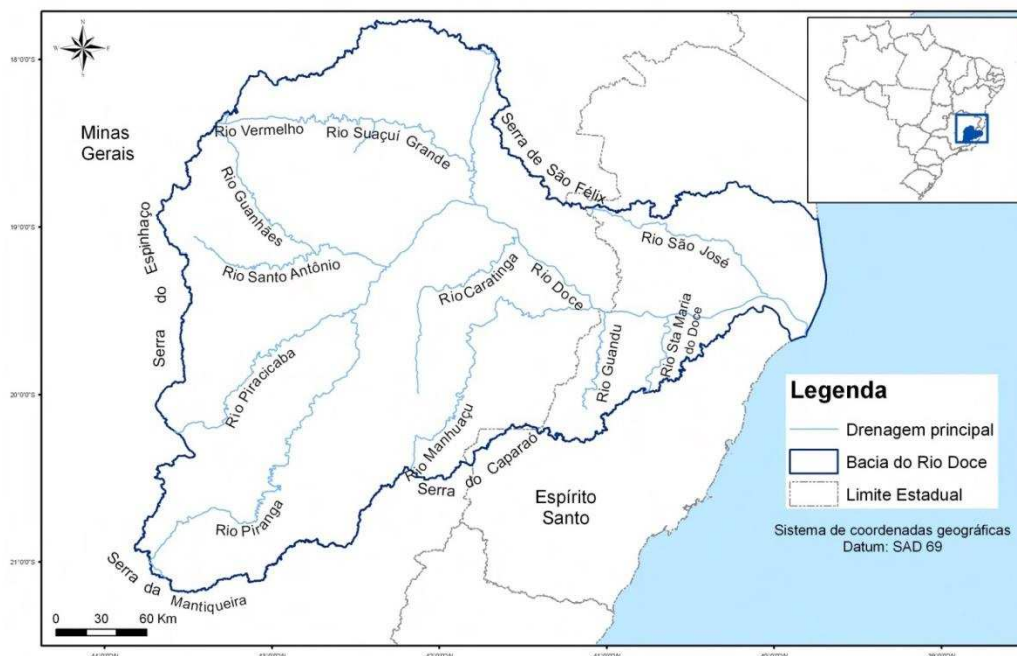 18°0'0"S
19°0'0"S
20°0'0"S
21°0'0"S
Minas
Gerais
Rio Vermelho
Rio Suaçuí Grande
Serra de São Félix
Rio Guanhães
Serra do Espinhaço
Rio Santo Antônio
Rio Caratinga
Rio Doce
Rio São José
Rio Piracicaba
Rio Guandu
Rio Sta Maria
do Doce
Rio Manhuaçu
Serra do Caparaó
Espírito
Santo
Rio Piranga
Serra da Mantiqueira
0 30 60 Km
Legenda
Drenagem principal
Bacia do Rio Doce
Limite Estadual
Sistema de coordenadas geográficas
Datum: SAD 69